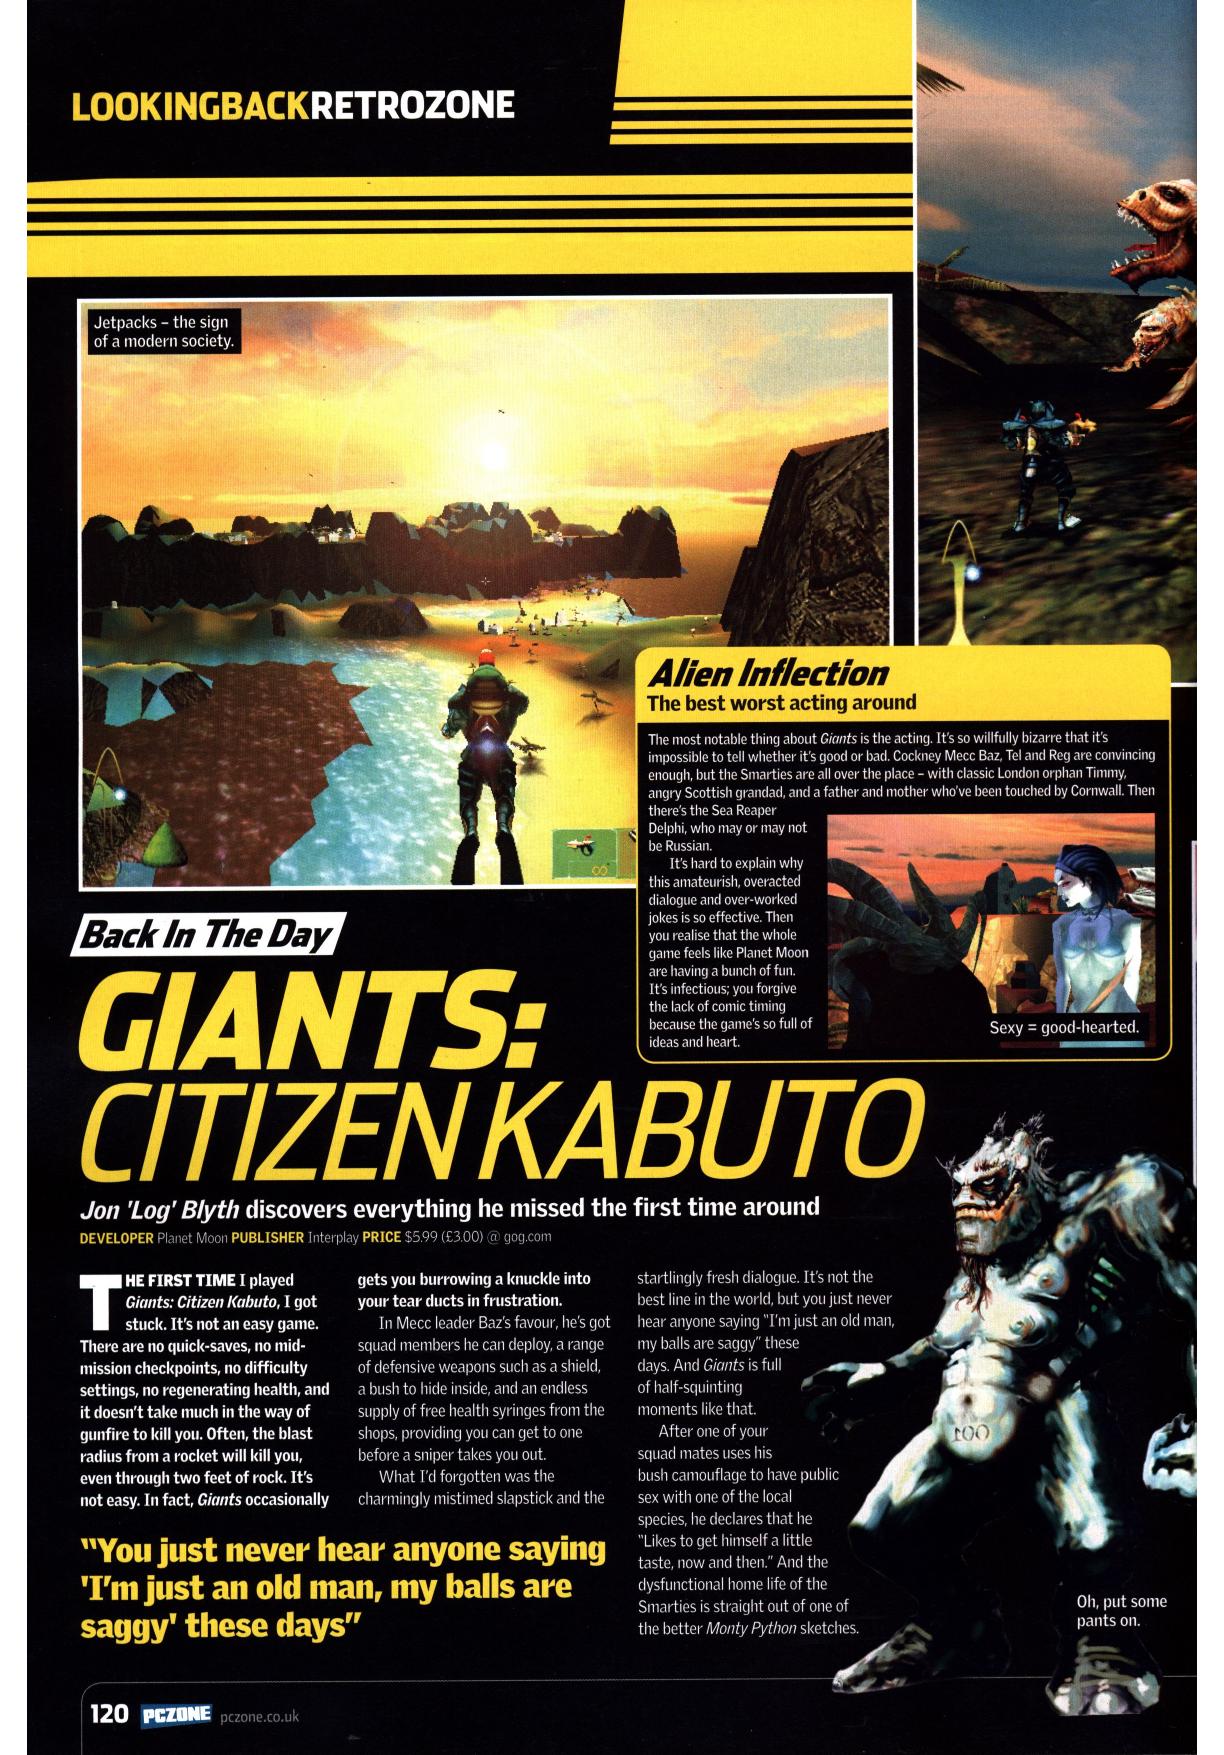 LOOKINGBACKRETROZONE
Jetpacks – the sign
of a modern society.
Alien Inflection
The best worst acting around
The most notable thing about Giants is the acting. It's so willfully bizarre that it's
impossible to tell whether it's good or bad. Cockney Mecc Baz, Tel and Reg are convincing
enough, but the Smarties are all over the place – with classic London orphan Timmy,
angry Scottish grandad, and a father and mother who've been touched by Cornwall. Then
there's the Sea Reaper
Delphi, who may or may not
be Russian.
It's hard to explain why
this amateurish, overacted
dialogue and over-worked
jokes is so effective. Then
you realise that the whole
game feels like Planet Moon
are having a bunch of fun.
It's infectious; you forgive
the lack of comic timing
because the game's so full of
ideas and heart.
Sexy = good-hearted.
Back In The Day
GIANTS:
CITIZEN KABUTO
Jon 'Log' Blyth discovers everything he missed the first time around
DEVELOPER Planet Moon PUBLISHER Interplay PRICE $5.99 (£3.00) @ gog.com
THE FIRST TIME I played
Giants: Citizen Kabuto, I got
stuck. It's not an easy game.
There are no quick-saves, no mid-
mission checkpoints, no difficulty
settings, no regenerating health, and
it doesn't take much in the way of
gunfire to kill you. Often, the blast
radius from a rocket will kill you,
even through two feet of rock. It's
not easy. In fact, Giants occasionally
gets you burrowing a knuckle into
your tear ducts in frustration.
In Mecc leader Baz's favour, he's got
squad members he can deploy, a range
of defensive weapons such as a shield,
a bush to hide inside, and an endless
supply of free health syringes from the
shops, providing you can get to one
before a sniper takes you out.
What I'd forgotten was the
charmingly mistimed slapstick and the
startlingly fresh dialogue. It's not the
best line in the world, but you just never
hear anyone saying "I'm just an old man,
my balls are saggy" these
days. And Giants is full
of half-squinting
moments like that.
After one of your
squad mates uses his
bush camouflage to have public
sex with one of the local
species, he declares that he
"Likes to get himself a little
taste, now and then." And the
dysfunctional home life of the
Smarties is straight out of one of
the better Monty Python sketches.
"You just never hear anyone saying
'I'm just an old man, my balls are
saggy' these days"
100
Oh, put some
pants on.
120 PCZONE pczone.co.uk